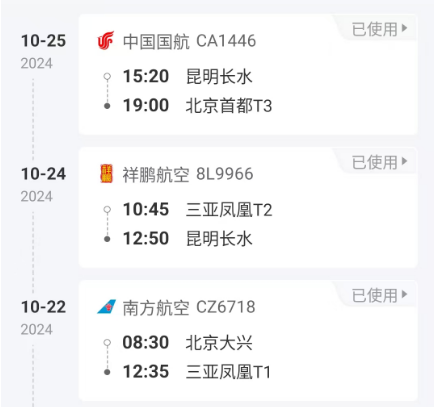 已使用
10-25
中国国航 CA1446
2024
15:20 昆明长水
19:00 北京首都T3
已使用
10-24
祥鹏航空 8L9966
2024
10:45 三亚凤凰T2
12:50 昆明长水
已使用
10-22
南方航空 CZ6718
2024
08:30 北京大兴
12:35 三亚凤凰T1